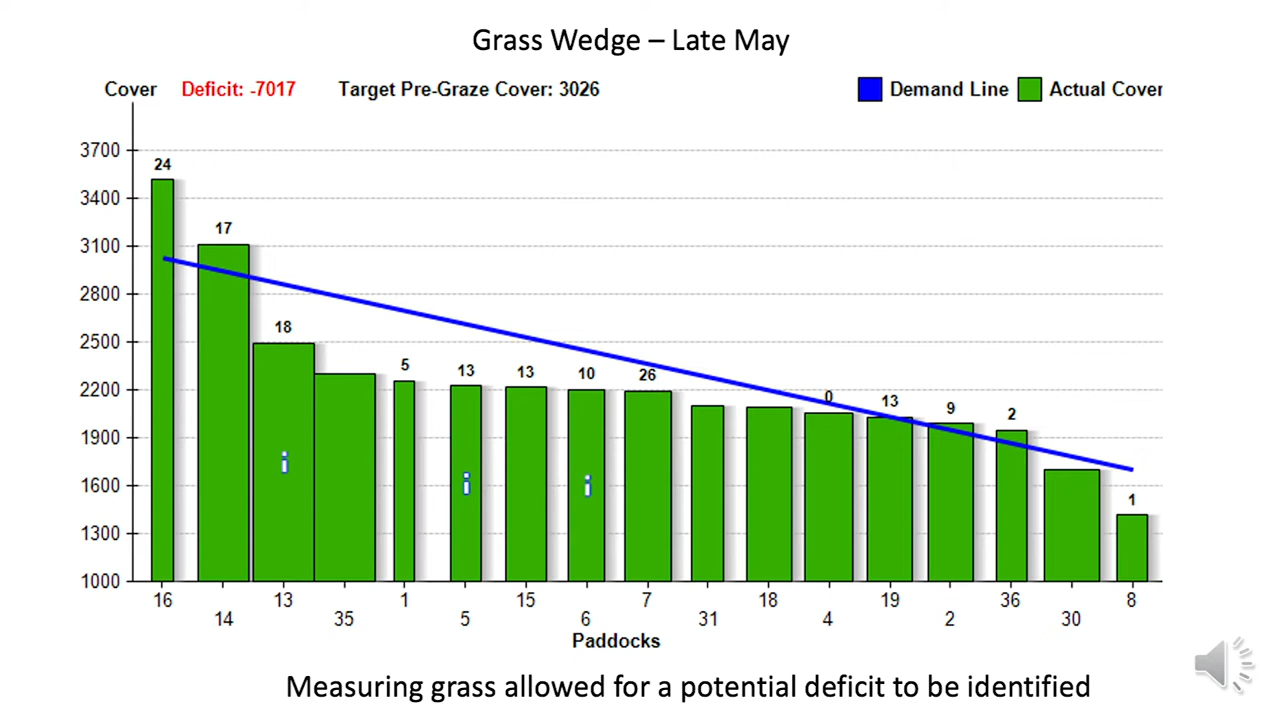 Grass Wedge – Late May
Cover Deficit: -7017 Target Pre-Graze Cover: 3026 Demand Line Actual Cover
3700
24
3400
17
3100
2800
18
2500
5 13 13 10 26
2200
0 13 9 2
1900
i i i
1600
1
1300
1000
16 13 1 15 7 18 19 36 8
14 35 5 6 31 4 2 30
Paddocks
Measuring grass allowed for a potential deficit to be identified